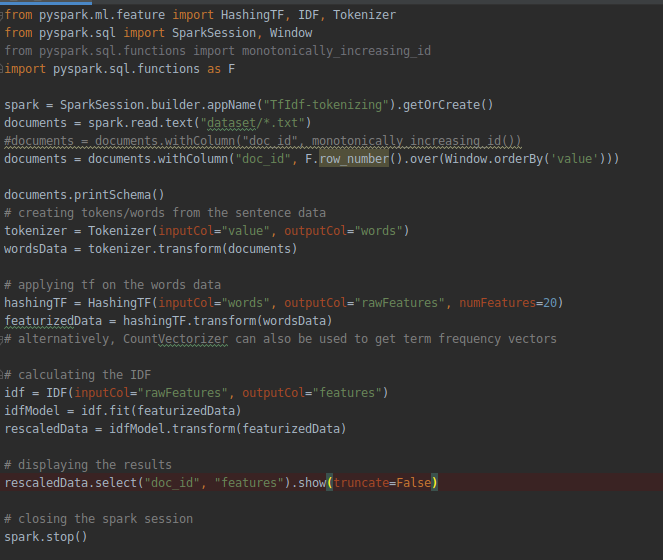 from pyspark.ml.feature import HashingTF, IDF, Tokenizer
from pyspark.sql import SparkSession, Window
from pyspark.sql.functions import monotonically_increasing_id
import pyspark.sql.functions as F
spark = SparkSession.builder.appName("TfIdf-tokenizing").getOrCreate()
documents = spark.read.text("dataset/*.txt")
#documents = documents.withColumn("doc_id", monotonically_increasing_id())
documents = documents.withColumn("doc_id", F.row_number().over(Window.orderBy('value')))
documents.printSchema()
# creating tokens/words from the sentence data
tokenizer = Tokenizer(inputCol="value", outputCol="words")
wordsData = tokenizer.transform(documents)
# applying tf on the words data
hashingTF = HashingTF(inputCol="words", outputCol="rawFeatures", numFeatures=20)
featurizedData = hashingTF.transform(wordsData)
# alternatively, CountVectorizer can also be used to get term frequency vectors
# calculating the IDF
idf = IDF(inputCol="rawFeatures", outputCol="features")
idfModel = idf.fit(featurizedData)
rescaledData = idfModel.transform(featurizedData)
# displaying the results
rescaledData.select("doc_id", "features").show(truncate=False)
# closing the spark session
spark.stop()